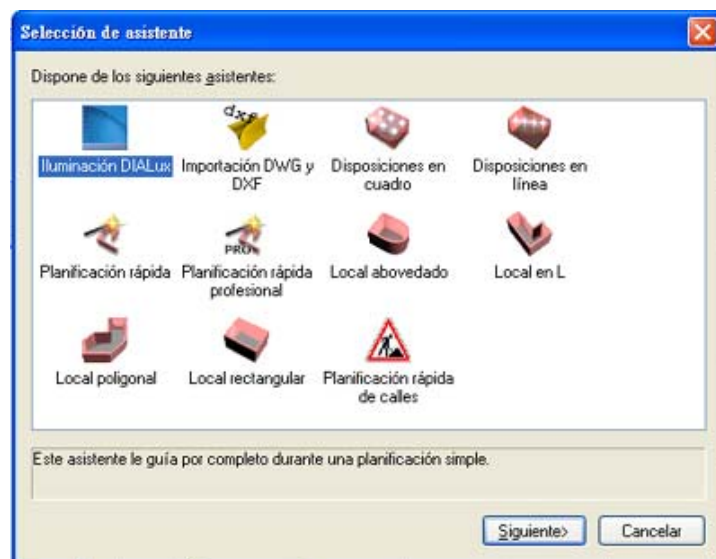 Selección de asistente
Dispone de los siguientes asistentes:
dxf
Iluminación DIALux
Importación DWG y
DXF
Disposiciones en
cuadro
Disposiciones en
línea
PRO
Planificación rápida
Planificación rápida
profesional
Local abovedado
Local en L
Local poligonal
Local rectangular
Planificación rápida
de calles
Este asistente le guía por completo durante una planificación simple.
Siguiente>
Cancelar